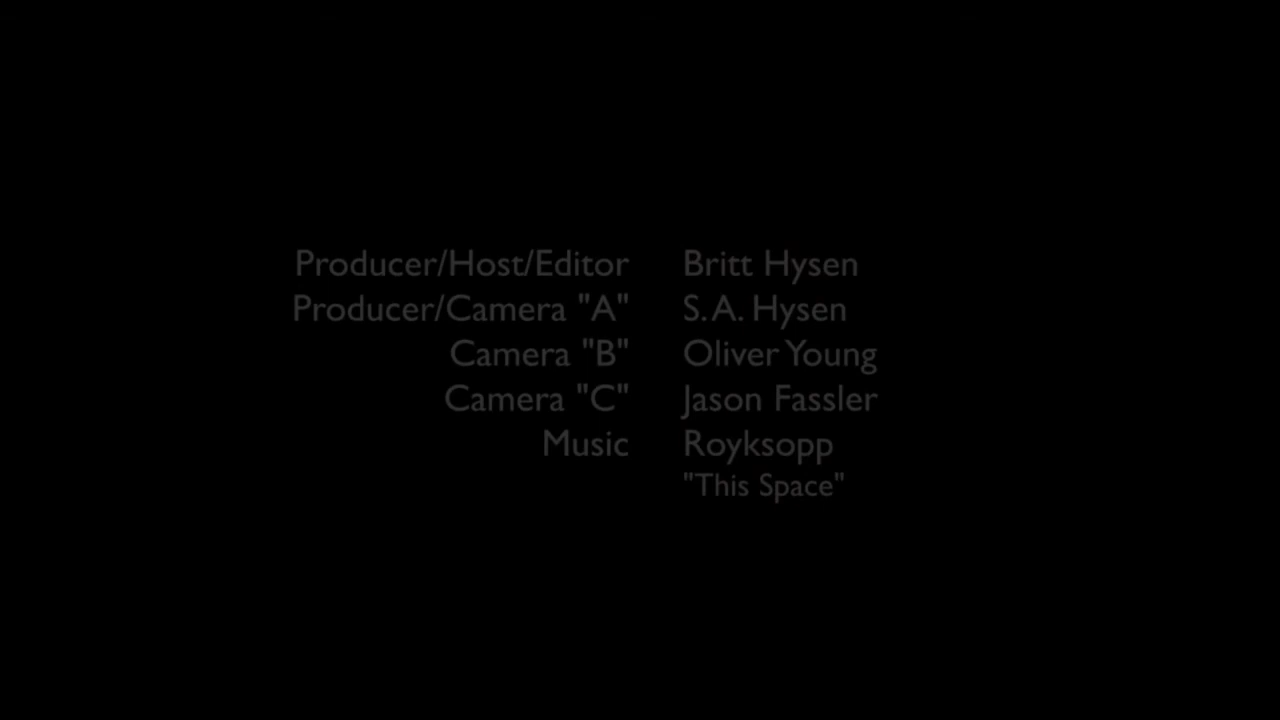 Producer/Host/Editor Britt Hysen
Producer/Camera "A" S.A. Hysen
Camera "B" Oliver Young
Camera "C" Jason Fassler
Music Royksopp
"This Space"